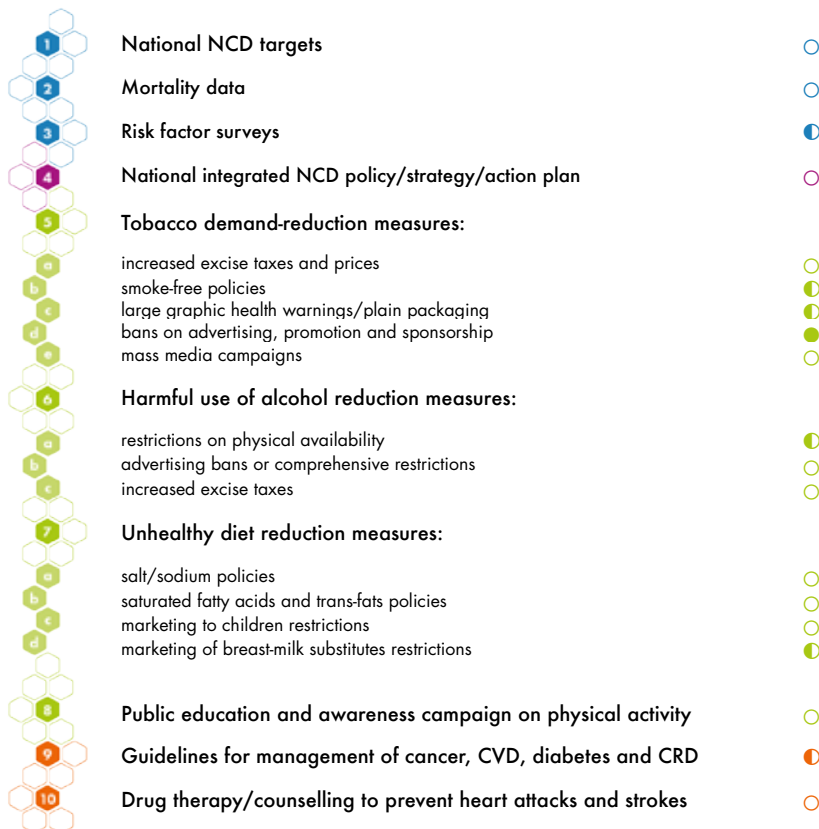 1 National NCD targets
2 Mortality data
3 Risk factor surveys
4 National integrated NCD policy/strategy/action plan
5 Tobacco demand-reduction measures:
a increased excise taxes and prices
b smoke-free policies
c large graphic health warnings/plain packaging
d bans on advertising, promotion and sponsorship
e mass media campaigns
6 Harmful use of alcohol reduction measures:
a restrictions on physical availability
b advertising bans or comprehensive restrictions
c increased excise taxes
7 Unhealthy diet reduction measures:
a salt/sodium policies
b saturated fatty acids and trans-fats policies
c marketing to children restrictions
d marketing of breast-milk substitutes restrictions
8 Public education and awareness campaign on physical activity
9 Guidelines for management of cancer, CVD, diabetes and CRD
10 Drug therapy/counselling to prevent heart attacks and strokes